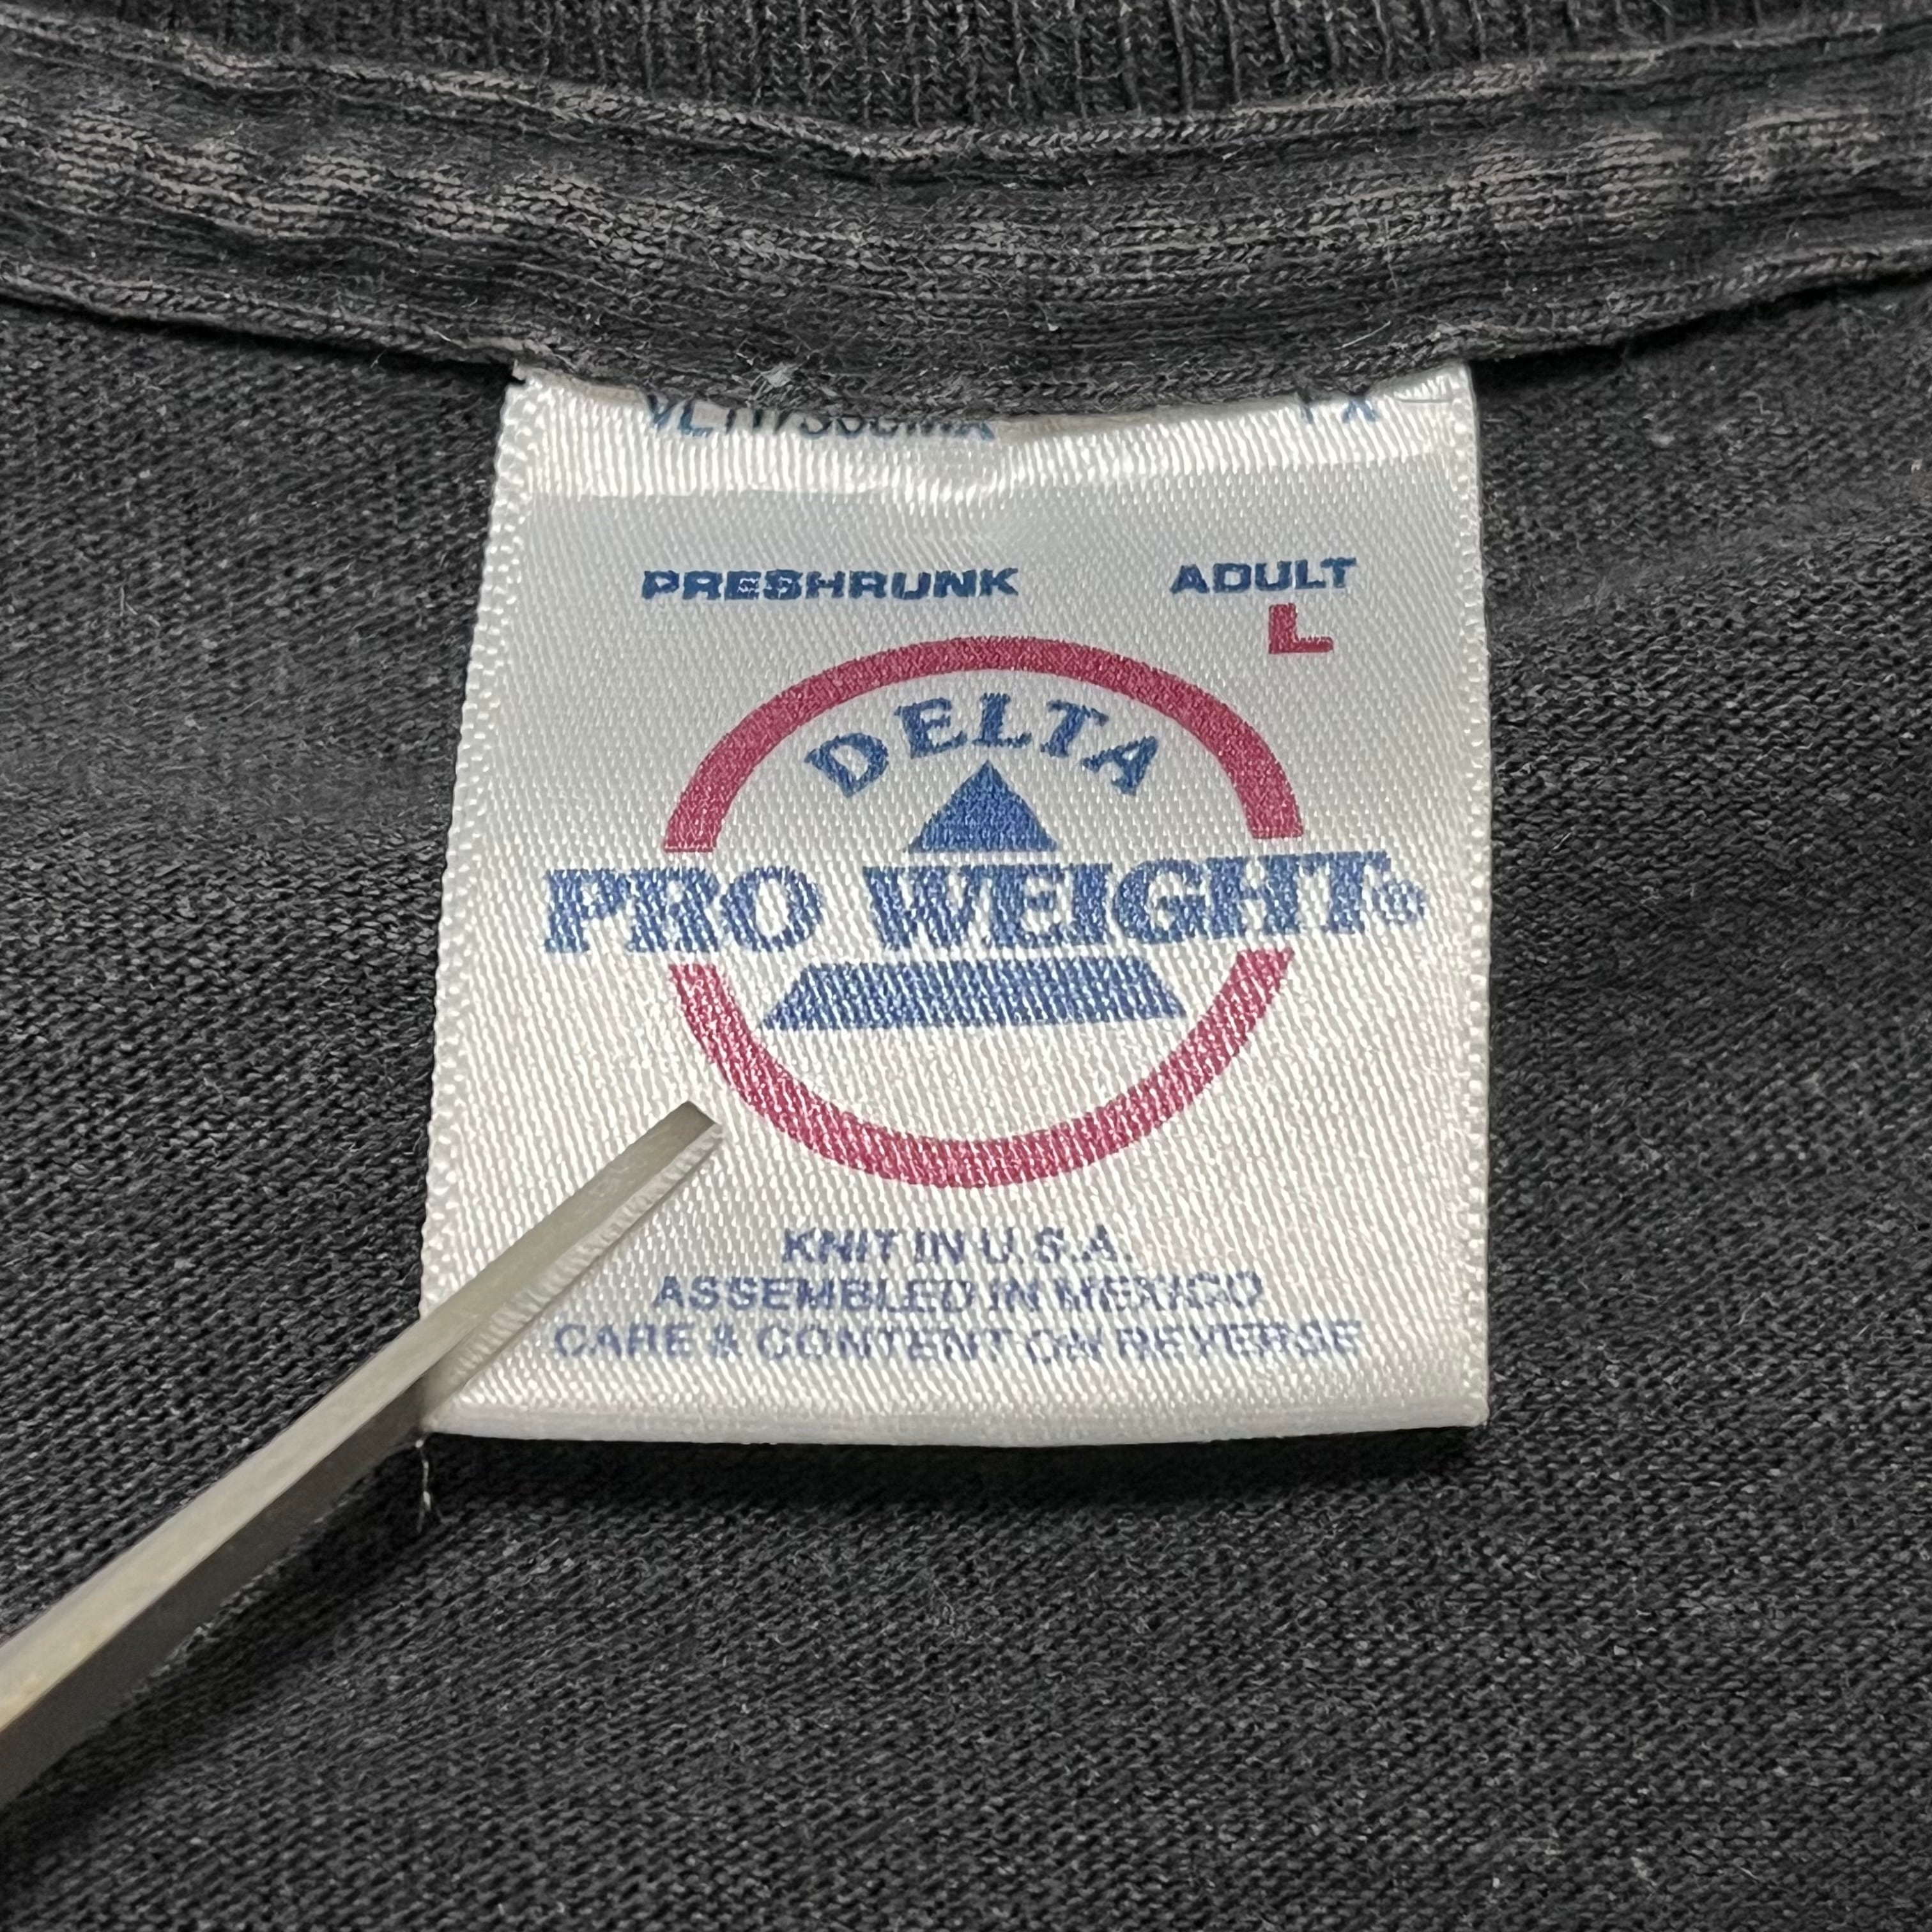 PRESHRUNK ADULT
L
DELTA
PRO WEIGHT®
KNIT IN U.S.A.
ASSEMBLED IN MEXICO
CARE & CONTENT ON REVERSE